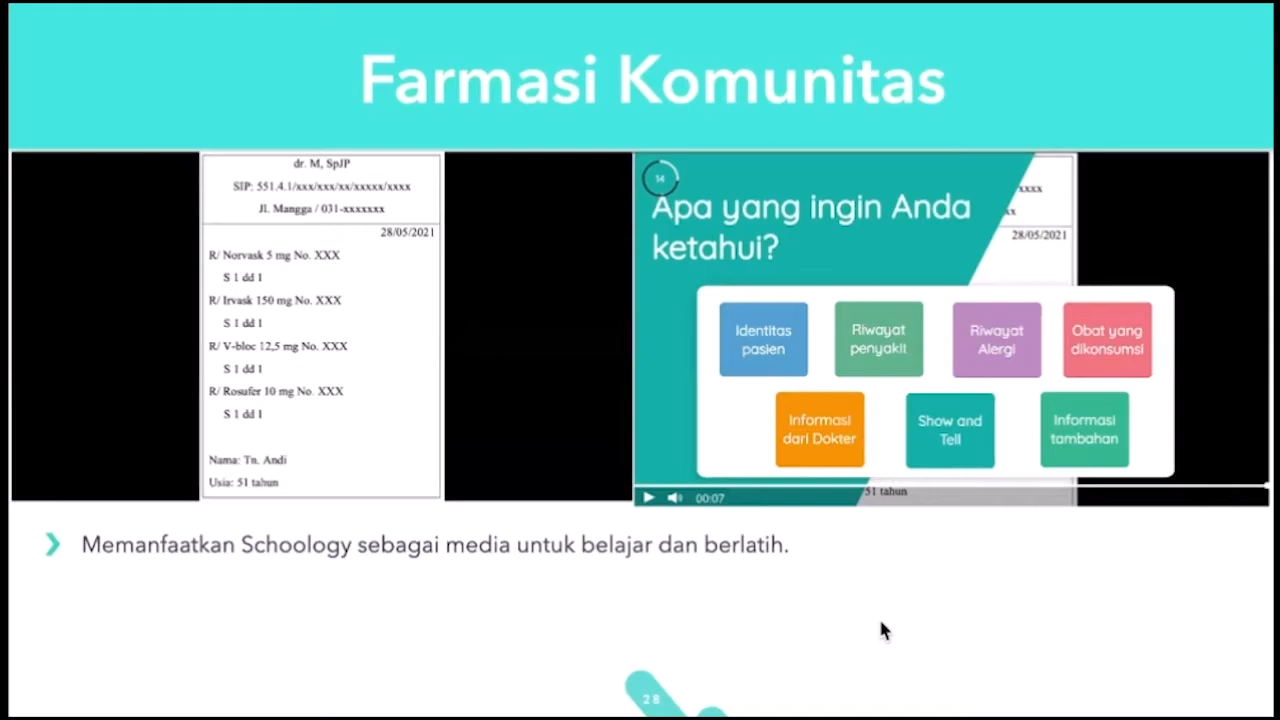 Farmasi Komunitas
dr. M, SpJP
SIP: 551.4.1/xxx/xxx/xx/xxxxx/xxxx
Jl. Mangga / 031-xxxxxxx
28/05/2021
R/ Norvask 5 mg No. XXX
S 1 dd 1
R/ Irvask 150 mg No. XXX
S 1 dd 1
R/ V-bloc 12,5 mg No. XXX
S 1 dd 1
R/ Rosufer 10 mg No. XXX
S 1 dd 1
Nama: Tn. Andi
Usia: 51 tahun
14
Apa yang ingin Anda
ketahui?
xxxx
xx
28/05/2021
Identitas
pasien
Riwayat
penyakit
Riwayat
Alergi
Obat yang
dikonsumsi
Informasi
dari Dokter
Show and
Tell
Informasi
tambahan
51 tahun
00:07
Memanfaatkan Schoology sebagai media untuk belajar dan berlatih.
28